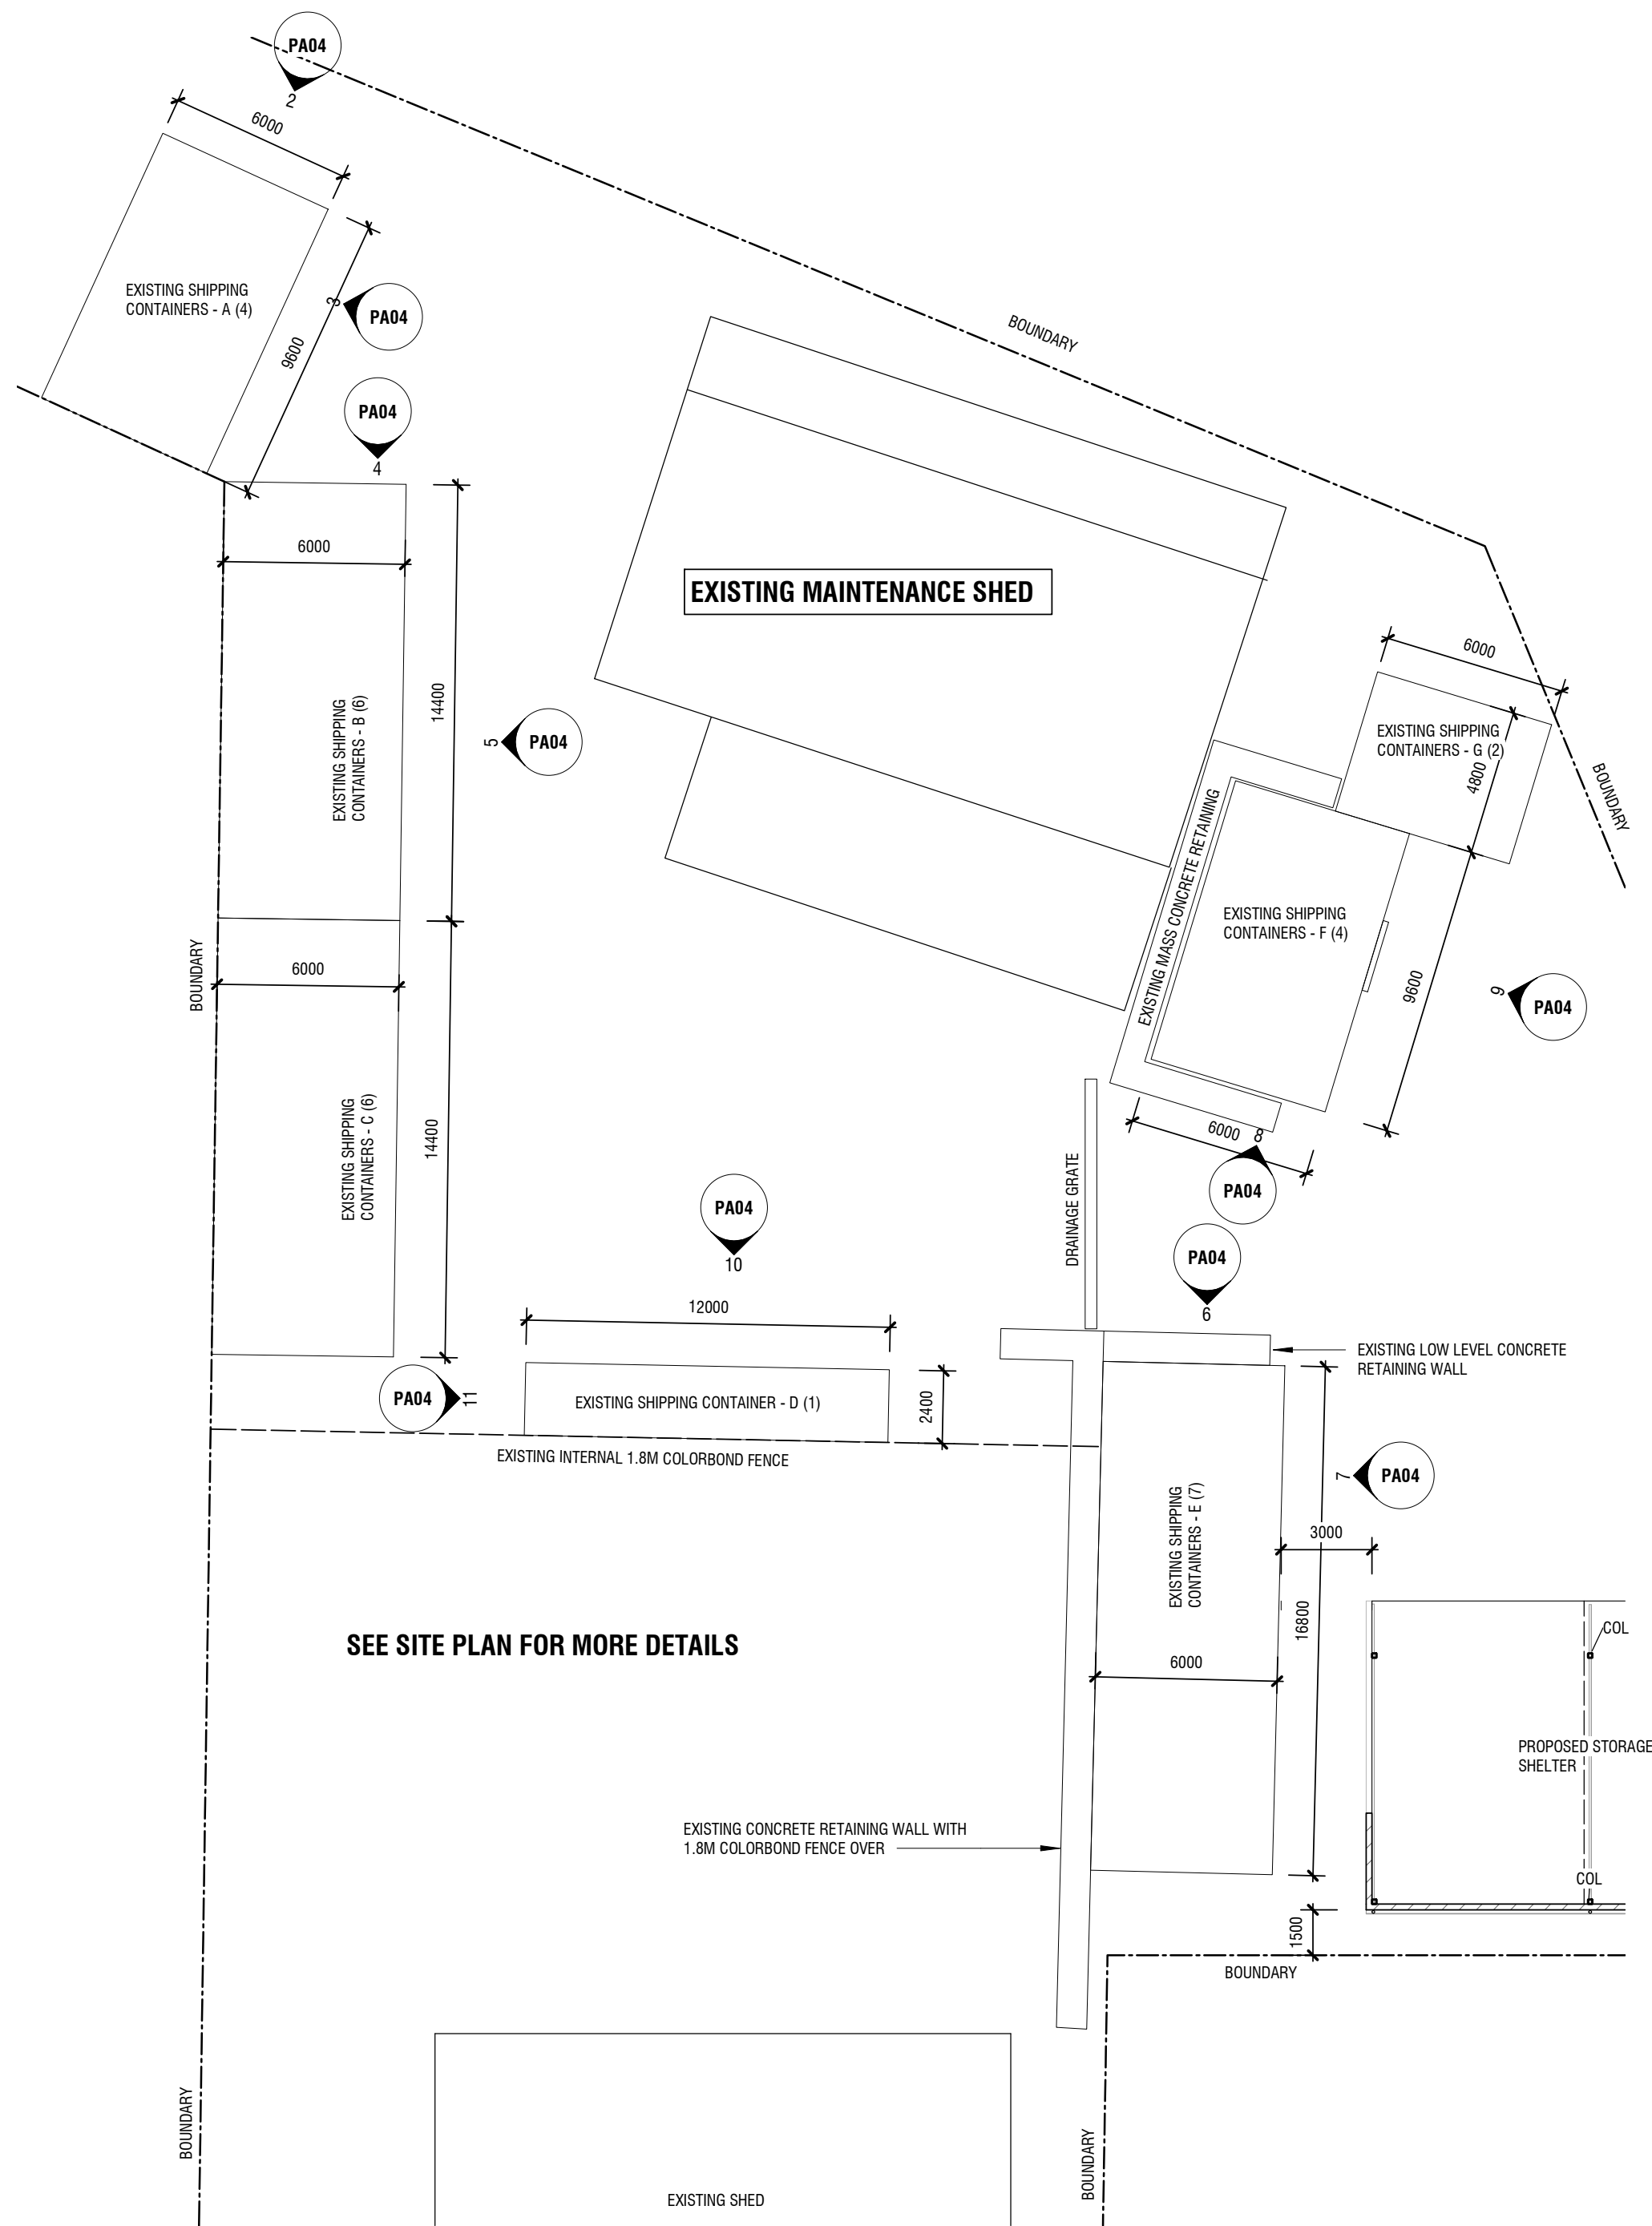 PA04
2
6000
EXISTING SHIPPING
CONTAINERS - A (4)
3
PA04
9600
BOUNDARY
PA04
4
6000
EXISTING MAINTENANCE SHED
6000
EXISTING SHIPPING
CONTAINERS - B (6)
14400
5
PA04
EXISTING SHIPPING
CONTAINERS - G (2)
4800
BOUNDARY
EXISTING MASS CONCRETE RETAINING
EXISTING SHIPPING
CONTAINERS - F (4)
BOUNDARY
6000
9600
9
PA04
EXISTING SHIPPING
CONTAINERS - C (6)
14400
6000
8
PA04
DRAINAGE GRATE
PA04
10
PA04
6
12000
EXISTING LOW LEVEL CONCRETE
RETAINING WALL
PA04
11
EXISTING SHIPPING CONTAINER - D (1)
2400
EXISTING INTERNAL 1.8M COLORBOND FENCE
7
PA04
EXISTING SHIPPING
CONTAINERS - E (7)
3000
16800
COL
SEE SITE PLAN FOR MORE DETAILS
6000
PROPOSED STORAGE
SHELTER
EXISTING CONCRETE RETAINING WALL WITH
1.8M COLORBOND FENCE OVER
COL
1500
BOUNDARY
BOUNDARY
BOUNDARY
EXISTING SHED